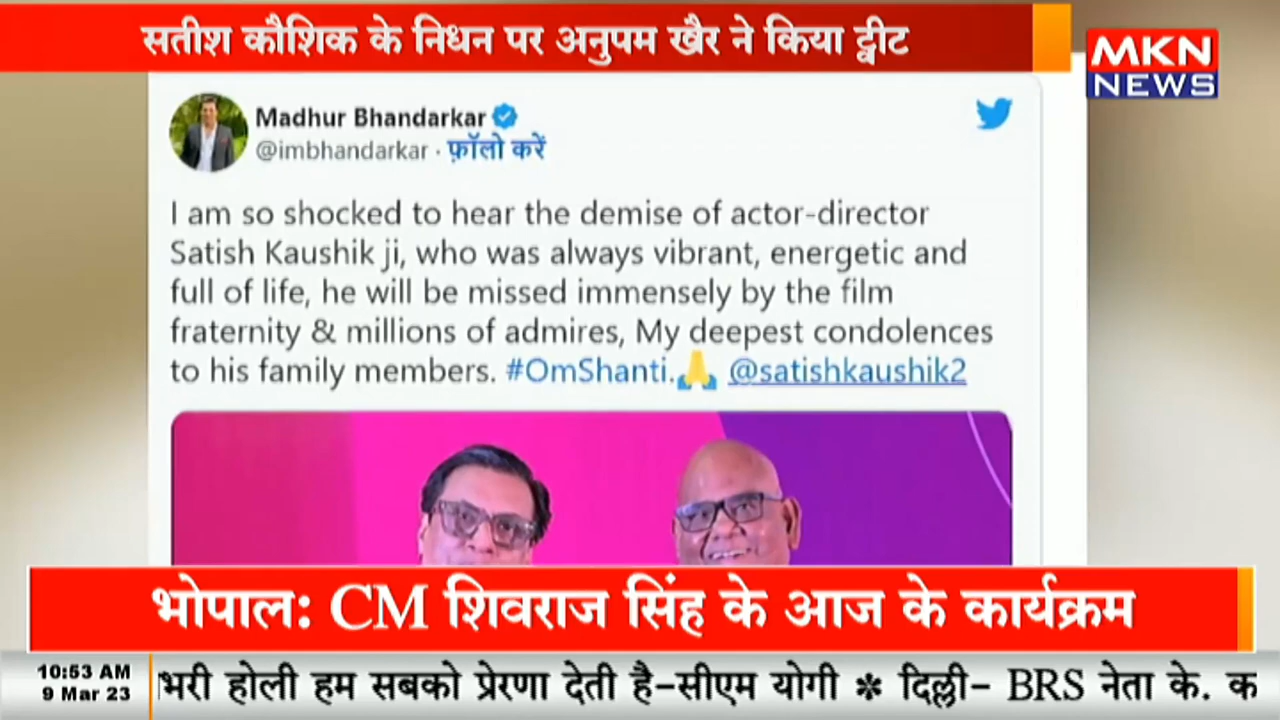 सतीश कौशिक के निधन पर अनुपम खैर ने किया ट्वीट
MKN
NEWS
Madhur Bhandarkar
@imbhandarkar · फ़ॉलो करें
I am so shocked to hear the demise of actor-director
Satish Kaushik ji, who was always vibrant, energetic and
full of life, he will be missed immensely by the film
fraternity & millions of admires, My deepest condolences
to his family members. #OmShanti.🙏 @satishkaushik2
भोपाल: CM शिवराज सिंह के आज के कार्यक्रम
10:53 AM
9 Mar 23
भरी होली हम सबको प्रेरणा देती है-सीएम योगी * दिल्ली- BRS नेता के. क